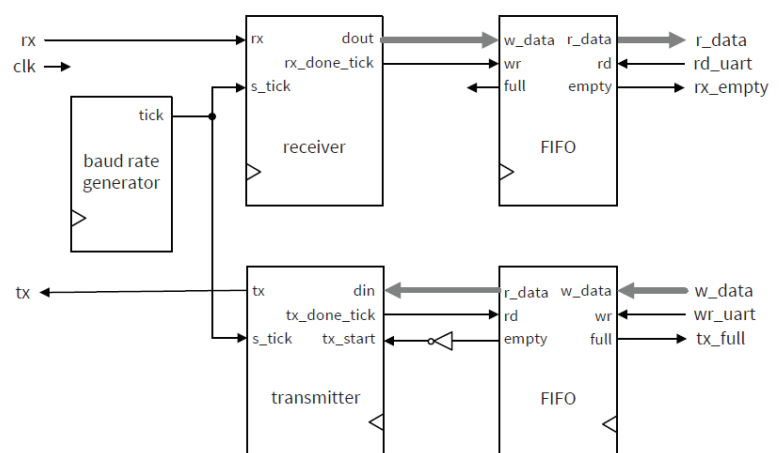 rx
clk
tick
baud rate
generator
rx
dout
rx_done_tick
s_tick
receiver
w_data
r_data
wr
rd
full
empty
FIFO
r_data
rd_uart
rx_empty
tx
tx
din
tx_done_tick
s_tick
tx_start
transmitter
r_data
w_data
rd
wr
empty
full
FIFO
w_data
wr_uart
tx_full